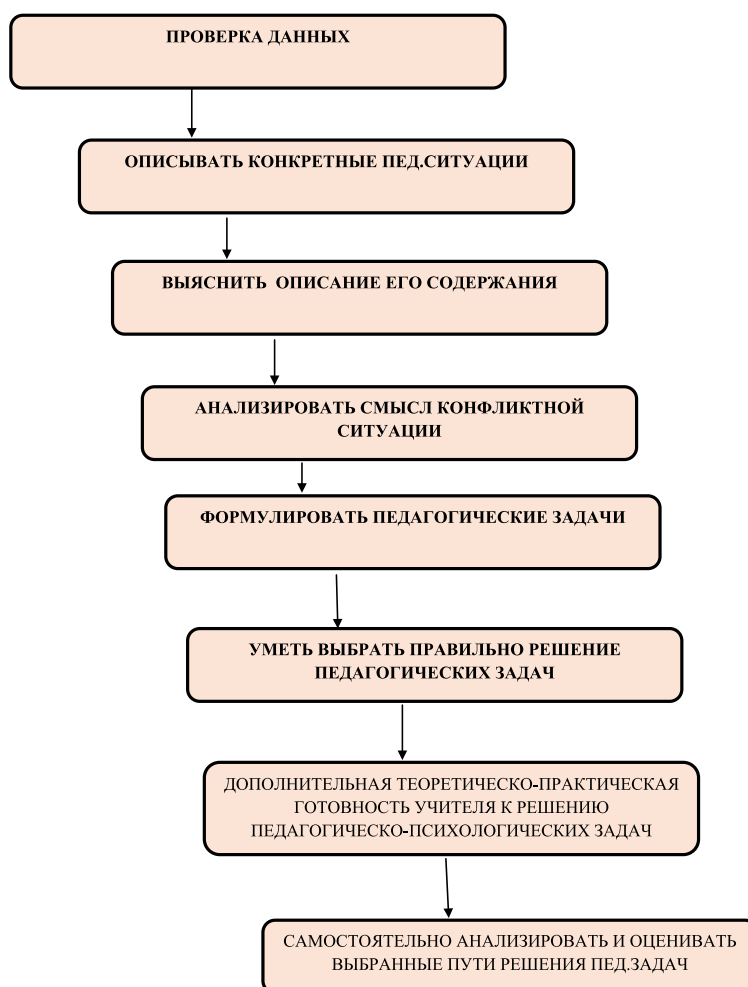 ПРОВЕРКА ДАННЫХ
ОПИСЫВАТЬ КОНКРЕТНЫЕ ПЕД.СИТУАЦИИ
ВЫЯСНИТЬ  ОПИСАНИЕ ЕГО СОДЕРЖАНИЯ
АНАЛИЗИРОВАТЬ СМЫСЛ КОНФЛИКТНОЙ
СИТУАЦИИ
ФОРМУЛИРОВАТЬ ПЕДАГОГИЧЕСКИЕ ЗАДАЧИ
УМЕТЬ ВЫБРАТЬ ПРАВИЛЬНО РЕШЕНИЕ
ПЕДАГОГИЧЕСКИХ ЗАДАЧ
ДОПОЛНИТЕЛЬНАЯ ТЕОРЕТИЧЕСКО-ПРАКТИЧЕСКАЯ
ГОТОВНОСТЬ УЧИТЕЛЯ К РЕШЕНИЮ
ПЕДАГОГИЧЕСКО-ПСИХОЛОГИЧЕСКИХ ЗАДАЧ
САМОСТОЯТЕЛЬНО АНАЛИЗИРОВАТЬ И ОЦЕНИВАТЬ
ВЫБРАННЫЕ ПУТИ РЕШЕНИЯ ПЕД.ЗАДАЧ